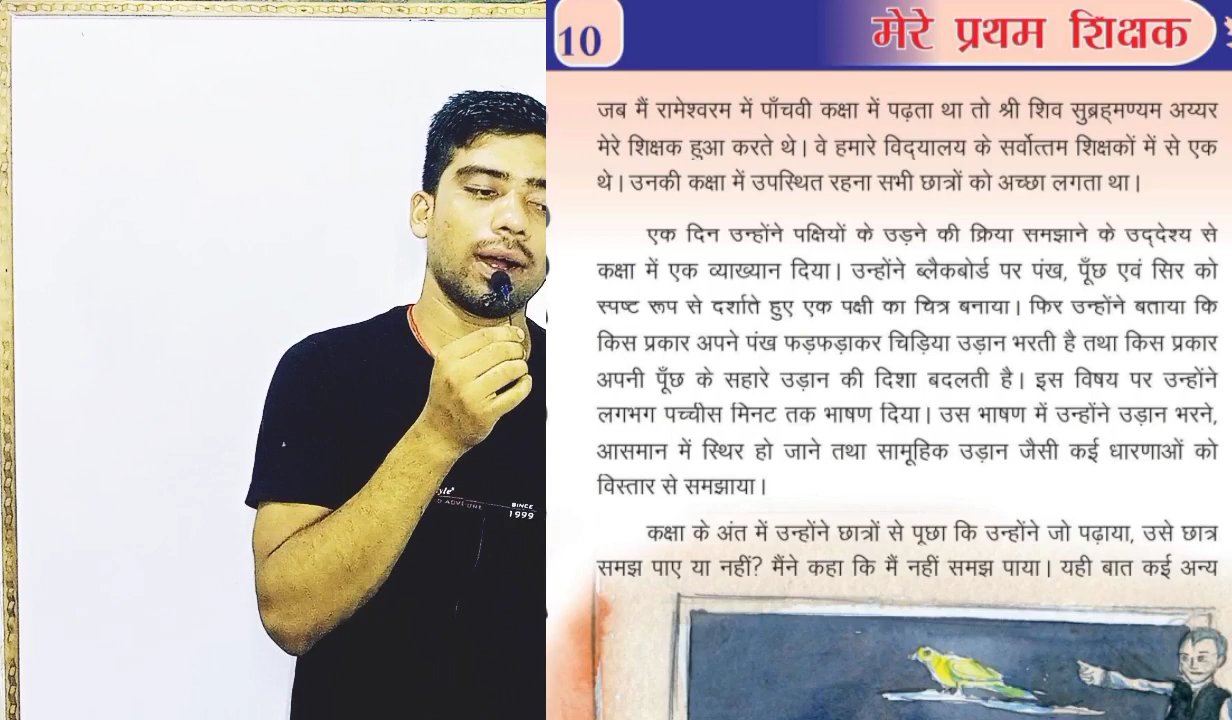 yle
D ADVEURE
SINCE
1999
10
मेरे प्रथम शिक्षक
जब मैं रामेश्वरम में पाँचवी कक्षा में पढ़ता था तो श्री शिव सुब्रह्मण्यम अय्यर
मेरे शिक्षक हुआ करते थे। वे हमारे विद्यालय के सर्वोत्तम शिक्षकों में से एक
थे। उनकी कक्षा में उपस्थित रहना सभी छात्रों को अच्छा लगता था।
एक दिन उन्होंने पक्षियों के उड़ने की क्रिया समझाने के उद्देश्य से
कक्षा में एक व्याख्यान दिया। उन्होंने ब्लैकबोर्ड पर पंख, पूँछ एवं सिर को
स्पष्ट रूप से दर्शाते हुए एक पक्षी का चित्र बनाया। फिर उन्होंने बताया कि
किस प्रकार अपने पंख फड़फड़ाकर चिड़िया उड़ान भरती है तथा किस प्रकार
अपनी पूँछ के सहारे उड़ान की दिशा बदलती है। इस विषय पर उन्होंने
लगभग पच्चीस मिनट तक भाषण दिया। उस भाषण में उन्होंने उड़ान भरने,
आसमान में स्थिर हो जाने तथा सामूहिक उड़ान जैसी कई धारणाओं को
विस्तार से समझाया।
कक्षा के अंत में उन्होंने छात्रों से पूछा कि उन्होंने जो पढ़ाया, उसे छात्र
समझ पाए या नहीं? मैंने कहा कि मैं नहीं समझ पाया। यही बात कई अन्य